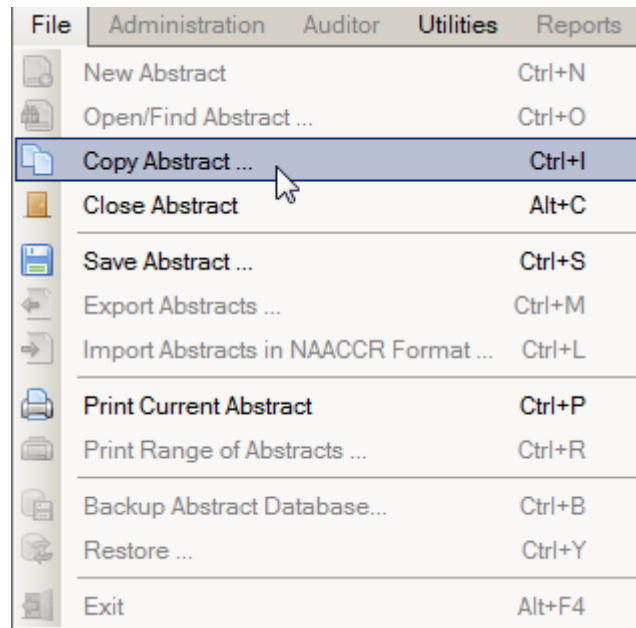 File Administration Auditor Utilities Reports
New Abstract Ctrl+N
Open/Find Abstract ... Ctrl+O
Copy Abstract ... Ctrl+I
Close Abstract Alt+C
Save Abstract ... Ctrl+S
Export Abstracts ... Ctrl+M
Import Abstracts in NAACCR Format ... Ctrl+L
Print Current Abstract Ctrl+P
Print Range of Abstracts ... Ctrl+R
Backup Abstract Database... Ctrl+B
Restore ... Ctrl+Y
Exit Alt+F4